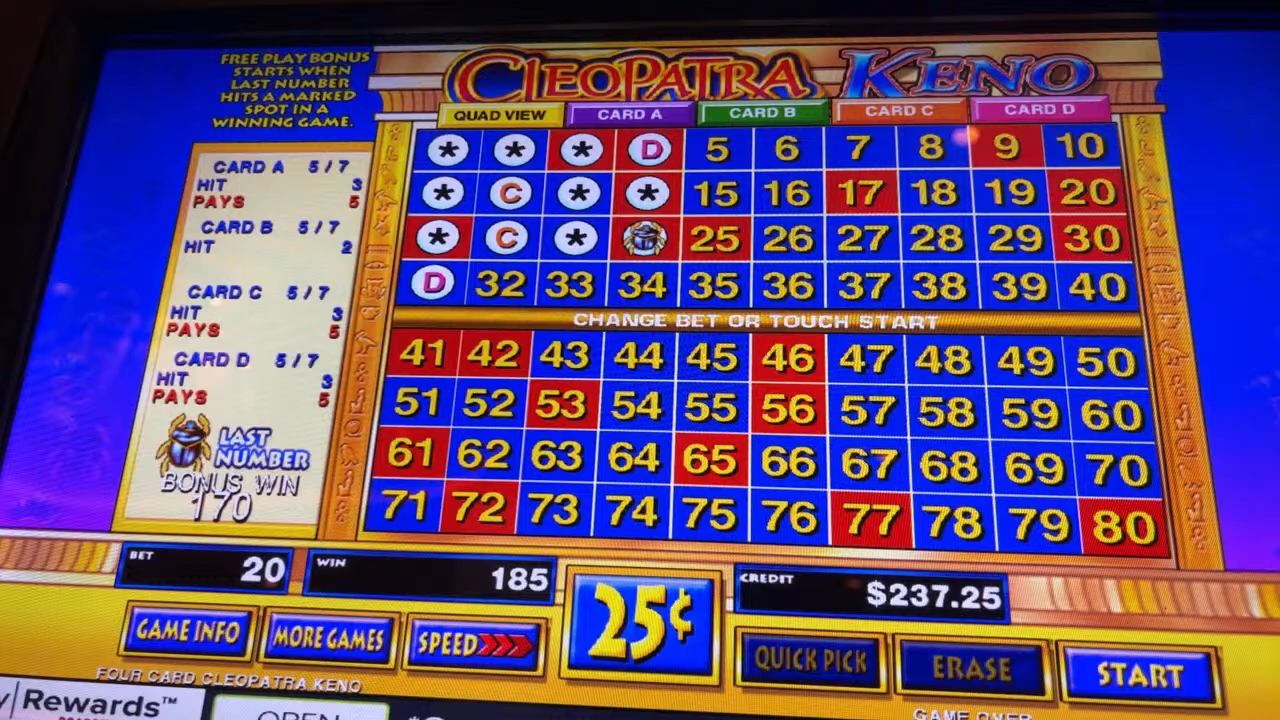 FREE PLAY BONUS
STARTS WHEN
LAST NUMBER
HITS A MARKED
SPOT IN A
WINNING GAME.
CLEOPATRA KENO
QUAD VIEW CARD A CARD B CARD C CARD D
CARD A 5/7
HIT 3
PAYS 5
CARD B 5/7
HIT 2
CARD C 5/7
HIT 3
PAYS 5
CARD D 5/7
HIT 3
PAYS 5
LAST
NUMBER
BONUS WIN
170
* * * D 5 6 7 8 9 10
* C * * 15 16 17 18 19 20
* C * 25 26 27 28 29 30
D 32 33 34 35 36 37 38 39 40
CHANGE BET OR TOUCH START
41 42 43 44 45 46 47 48 49 50
51 52 53 54 55 56 57 58 59 60
61 62 63 64 65 66 67 68 69 70
71 72 73 74 75 76 77 78 79 80
BET 20 WIN 185 25¢ CREDIT $237.25
GAME INFO MORE GAMES SPEED QUICK PICK ERASE START
FOUR CARD CLEOPATRA KENO
GAME OVER
y|Rewards™
OPEN